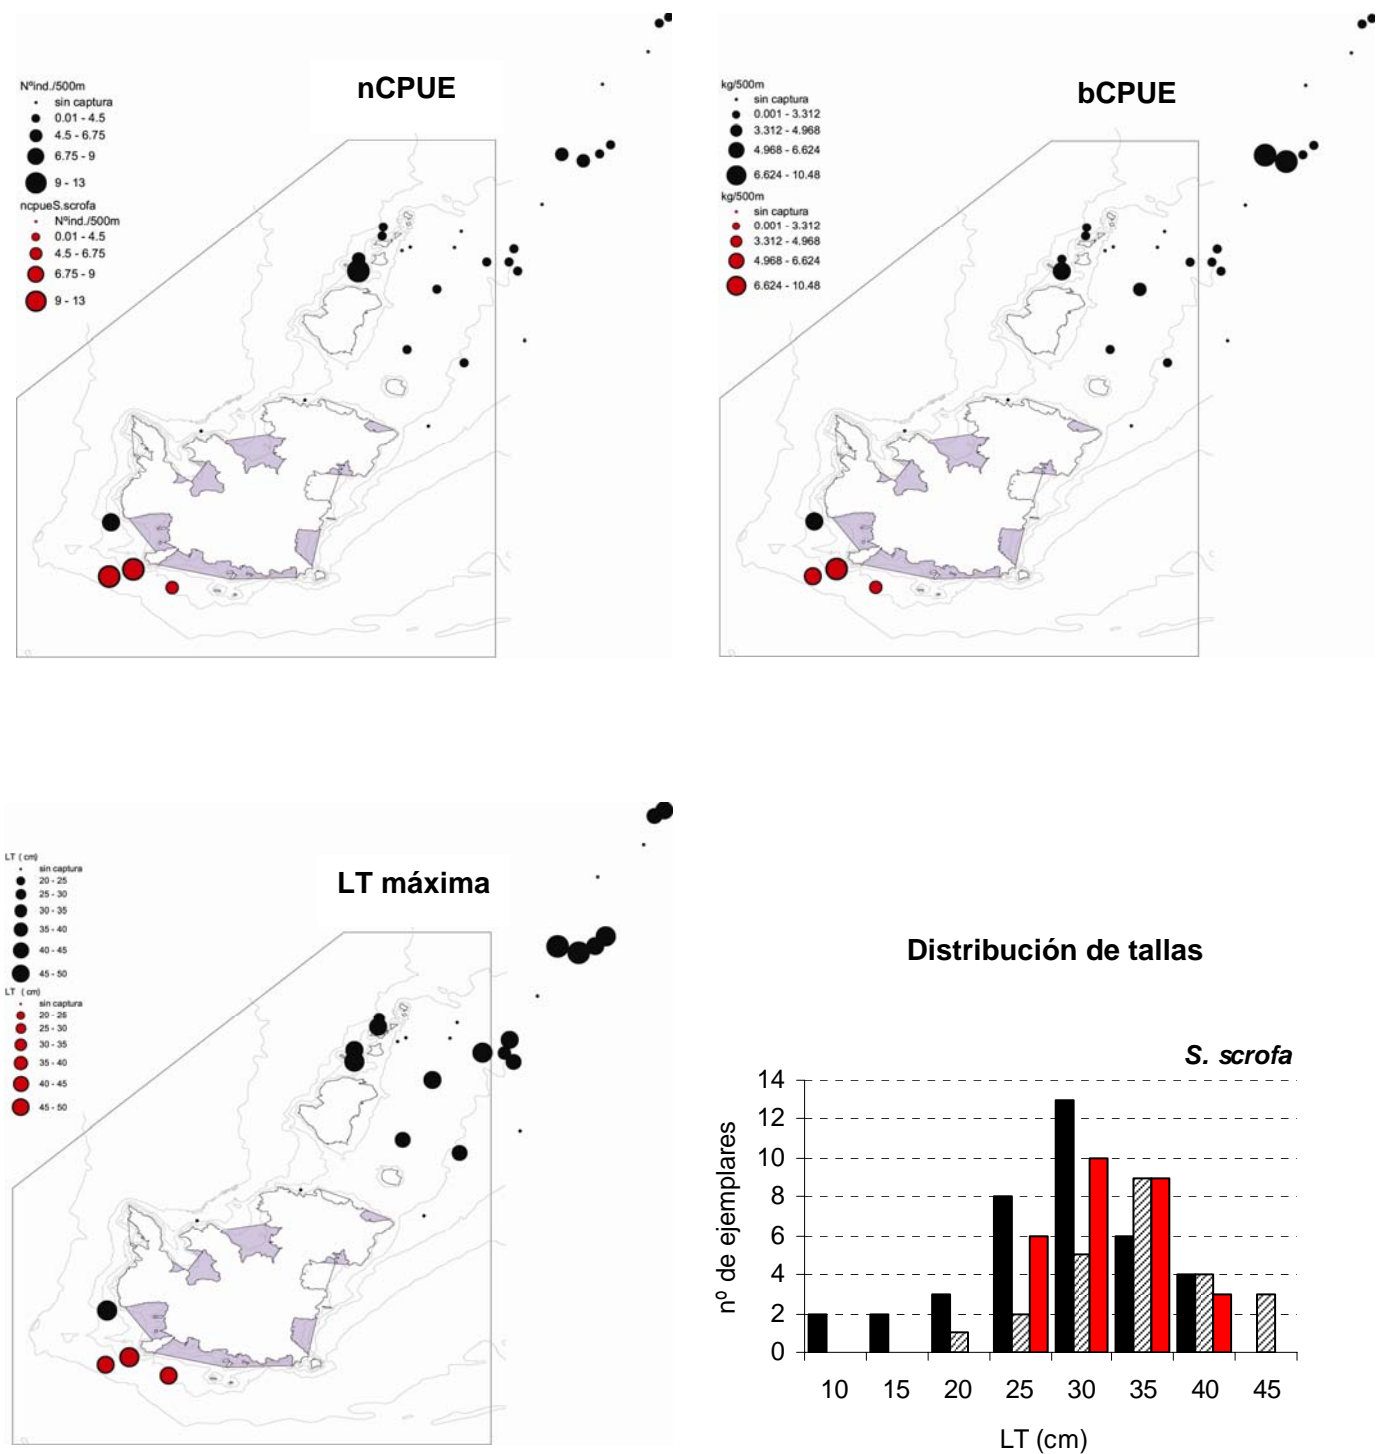 nCPUE
Nºind./500m
sin captura
0.01 - 4.5
4.5 - 6.75
6.75 - 9
9 - 13
ncpueS.scrofa
Nºind./500m
0.01 - 4.5
4.5 - 6.75
6.75 - 9
9 - 13
bCPUE
kg/500m
sin captura
0.001 - 3.312
3.312 - 4.968
4.968 - 6.624
6.624 - 10.48
kg/500m
sin captura
0.001 - 3.312
3.312 - 4.968
4.968 - 6.624
6.624 - 10.48
LT máxima
LT ( cm)
sin captura
20 - 25
25 - 30
30 - 35
35 - 40
40 - 45
45 - 50
LT ( cm)
sin captura
20 - 25
25 - 30
30 - 35
35 - 40
40 - 45
45 - 50
Distribución de tallas
S. scrofa
nº de ejemplares
14
12
10
8
6
4
2
0
10 15 20 25 30 35 40 45
LT (cm)